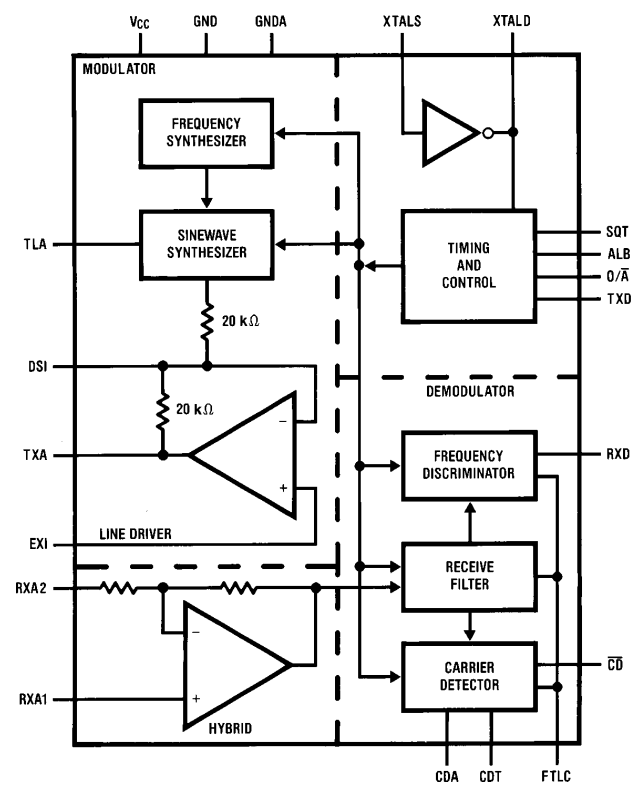 VCC GND GNDA XTALS XTALD
MODULATOR
FREQUENCY
SYNTHESIZER
SINEWAVE
SYNTHESIZER
TLA
TIMING
AND
CONTROL
SQT
ALB
O/A̅
TXD
20 kΩ
DSI
20 kΩ
DEMODULATOR
−
TXA
+
EXI
LINE DRIVER
FREQUENCY
DISCRIMINATOR
RXD
RECEIVE
FILTER
RXA2
−
+
RXA1
HYBRID
CARRIER
DETECTOR
C̅D̅
CDA CDT FTLC